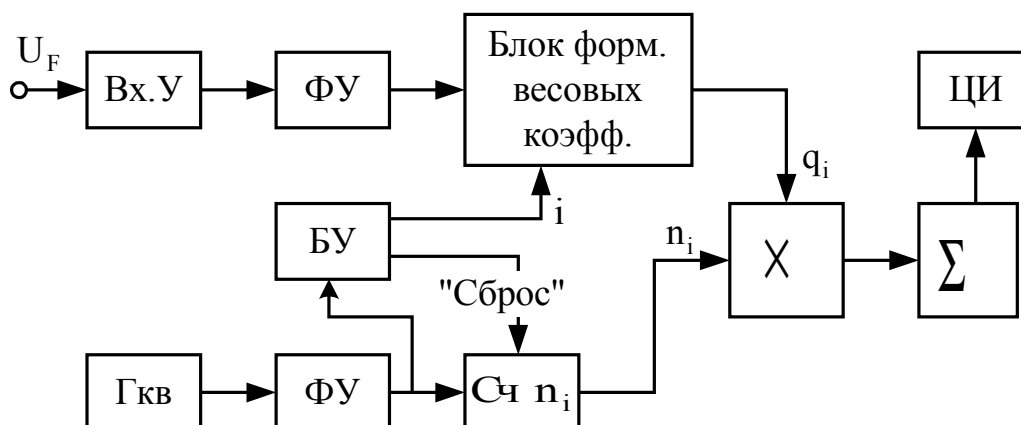 U_F
Вх.У
ФУ
Блок форм.
весовых
коэфф.
ЦИ
q_i
i
БУ
n_i
×
Σ
"Сброс"
Гкв
ФУ
Сч n_i